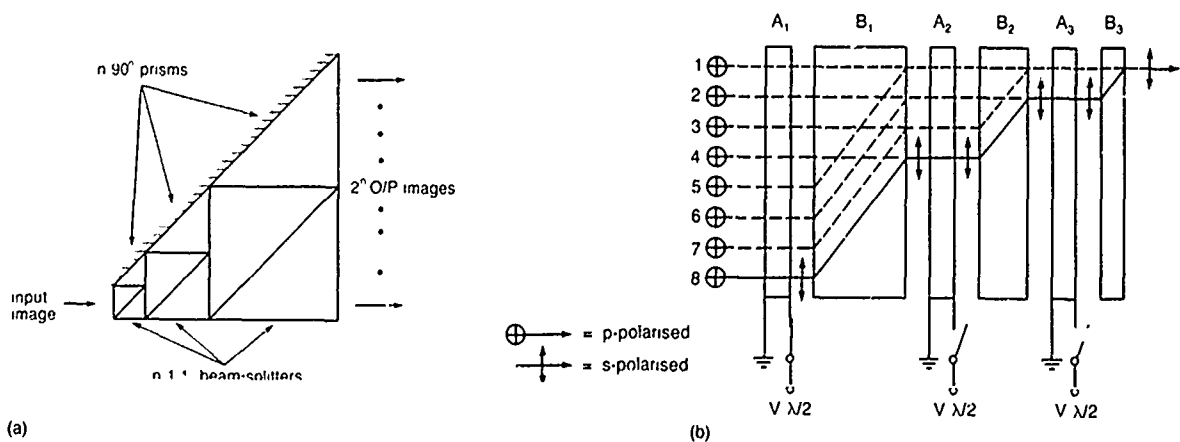 n 90° prisms
2ⁿ O/P images
input
image
n 1 1 beam-splitters
(a)
A₁ B₁ A₂ B₂ A₃ B₃
1
2
3
4
5
6
7
8
= p-polarised
= s-polarised
V λ/2 V λ/2 V λ/2
(b)